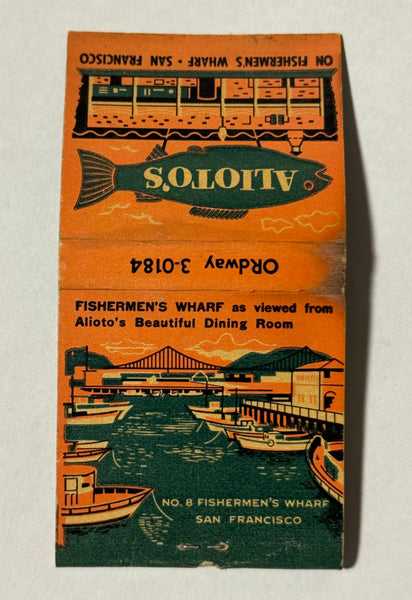 ON FISHERMEN'S WHARF · SAN FRANCISCO
ALIOTO'S
ORdway 3-0184
FISHERMEN'S WHARF as viewed from
Alioto's Beautiful Dining Room
NO. 8 FISHERMEN'S WHARF
SAN FRANCISCO